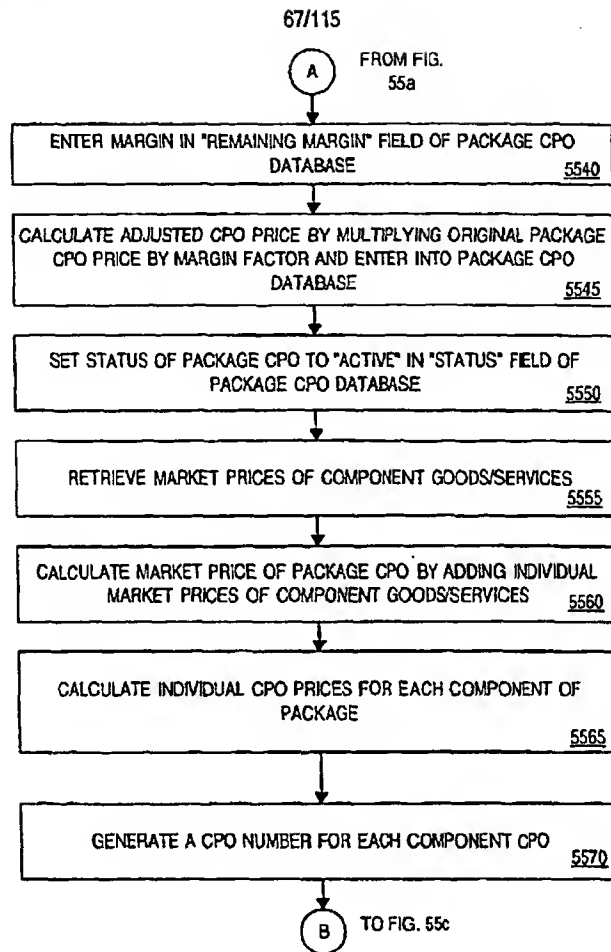 67/115
A
FROM FIG.
55a
ENTER MARGIN IN "REMAINING MARGIN" FIELD OF PACKAGE CPO
DATABASE
5540
CALCULATE ADJUSTED CPO PRICE BY MULTIPLYING ORIGINAL PACKAGE
CPO PRICE BY MARGIN FACTOR AND ENTER INTO PACKAGE CPO
DATABASE
5545
SET STATUS OF PACKAGE CPO TO "ACTIVE" IN "STATUS" FIELD OF
PACKAGE CPO DATABASE
5550
RETRIEVE MARKET PRICES OF COMPONENT GOODS/SERVICES
5555
CALCULATE MARKET PRICE OF PACKAGE CPO BY ADDING INDIVIDUAL
MARKET PRICES OF COMPONENT GOODS/SERVICES
5560
CALCULATE INDIVIDUAL CPO PRICES FOR EACH COMPONENT OF
PACKAGE
5565
GENERATE A CPO NUMBER FOR EACH COMPONENT CPO
5570
B
TO FIG. 55c